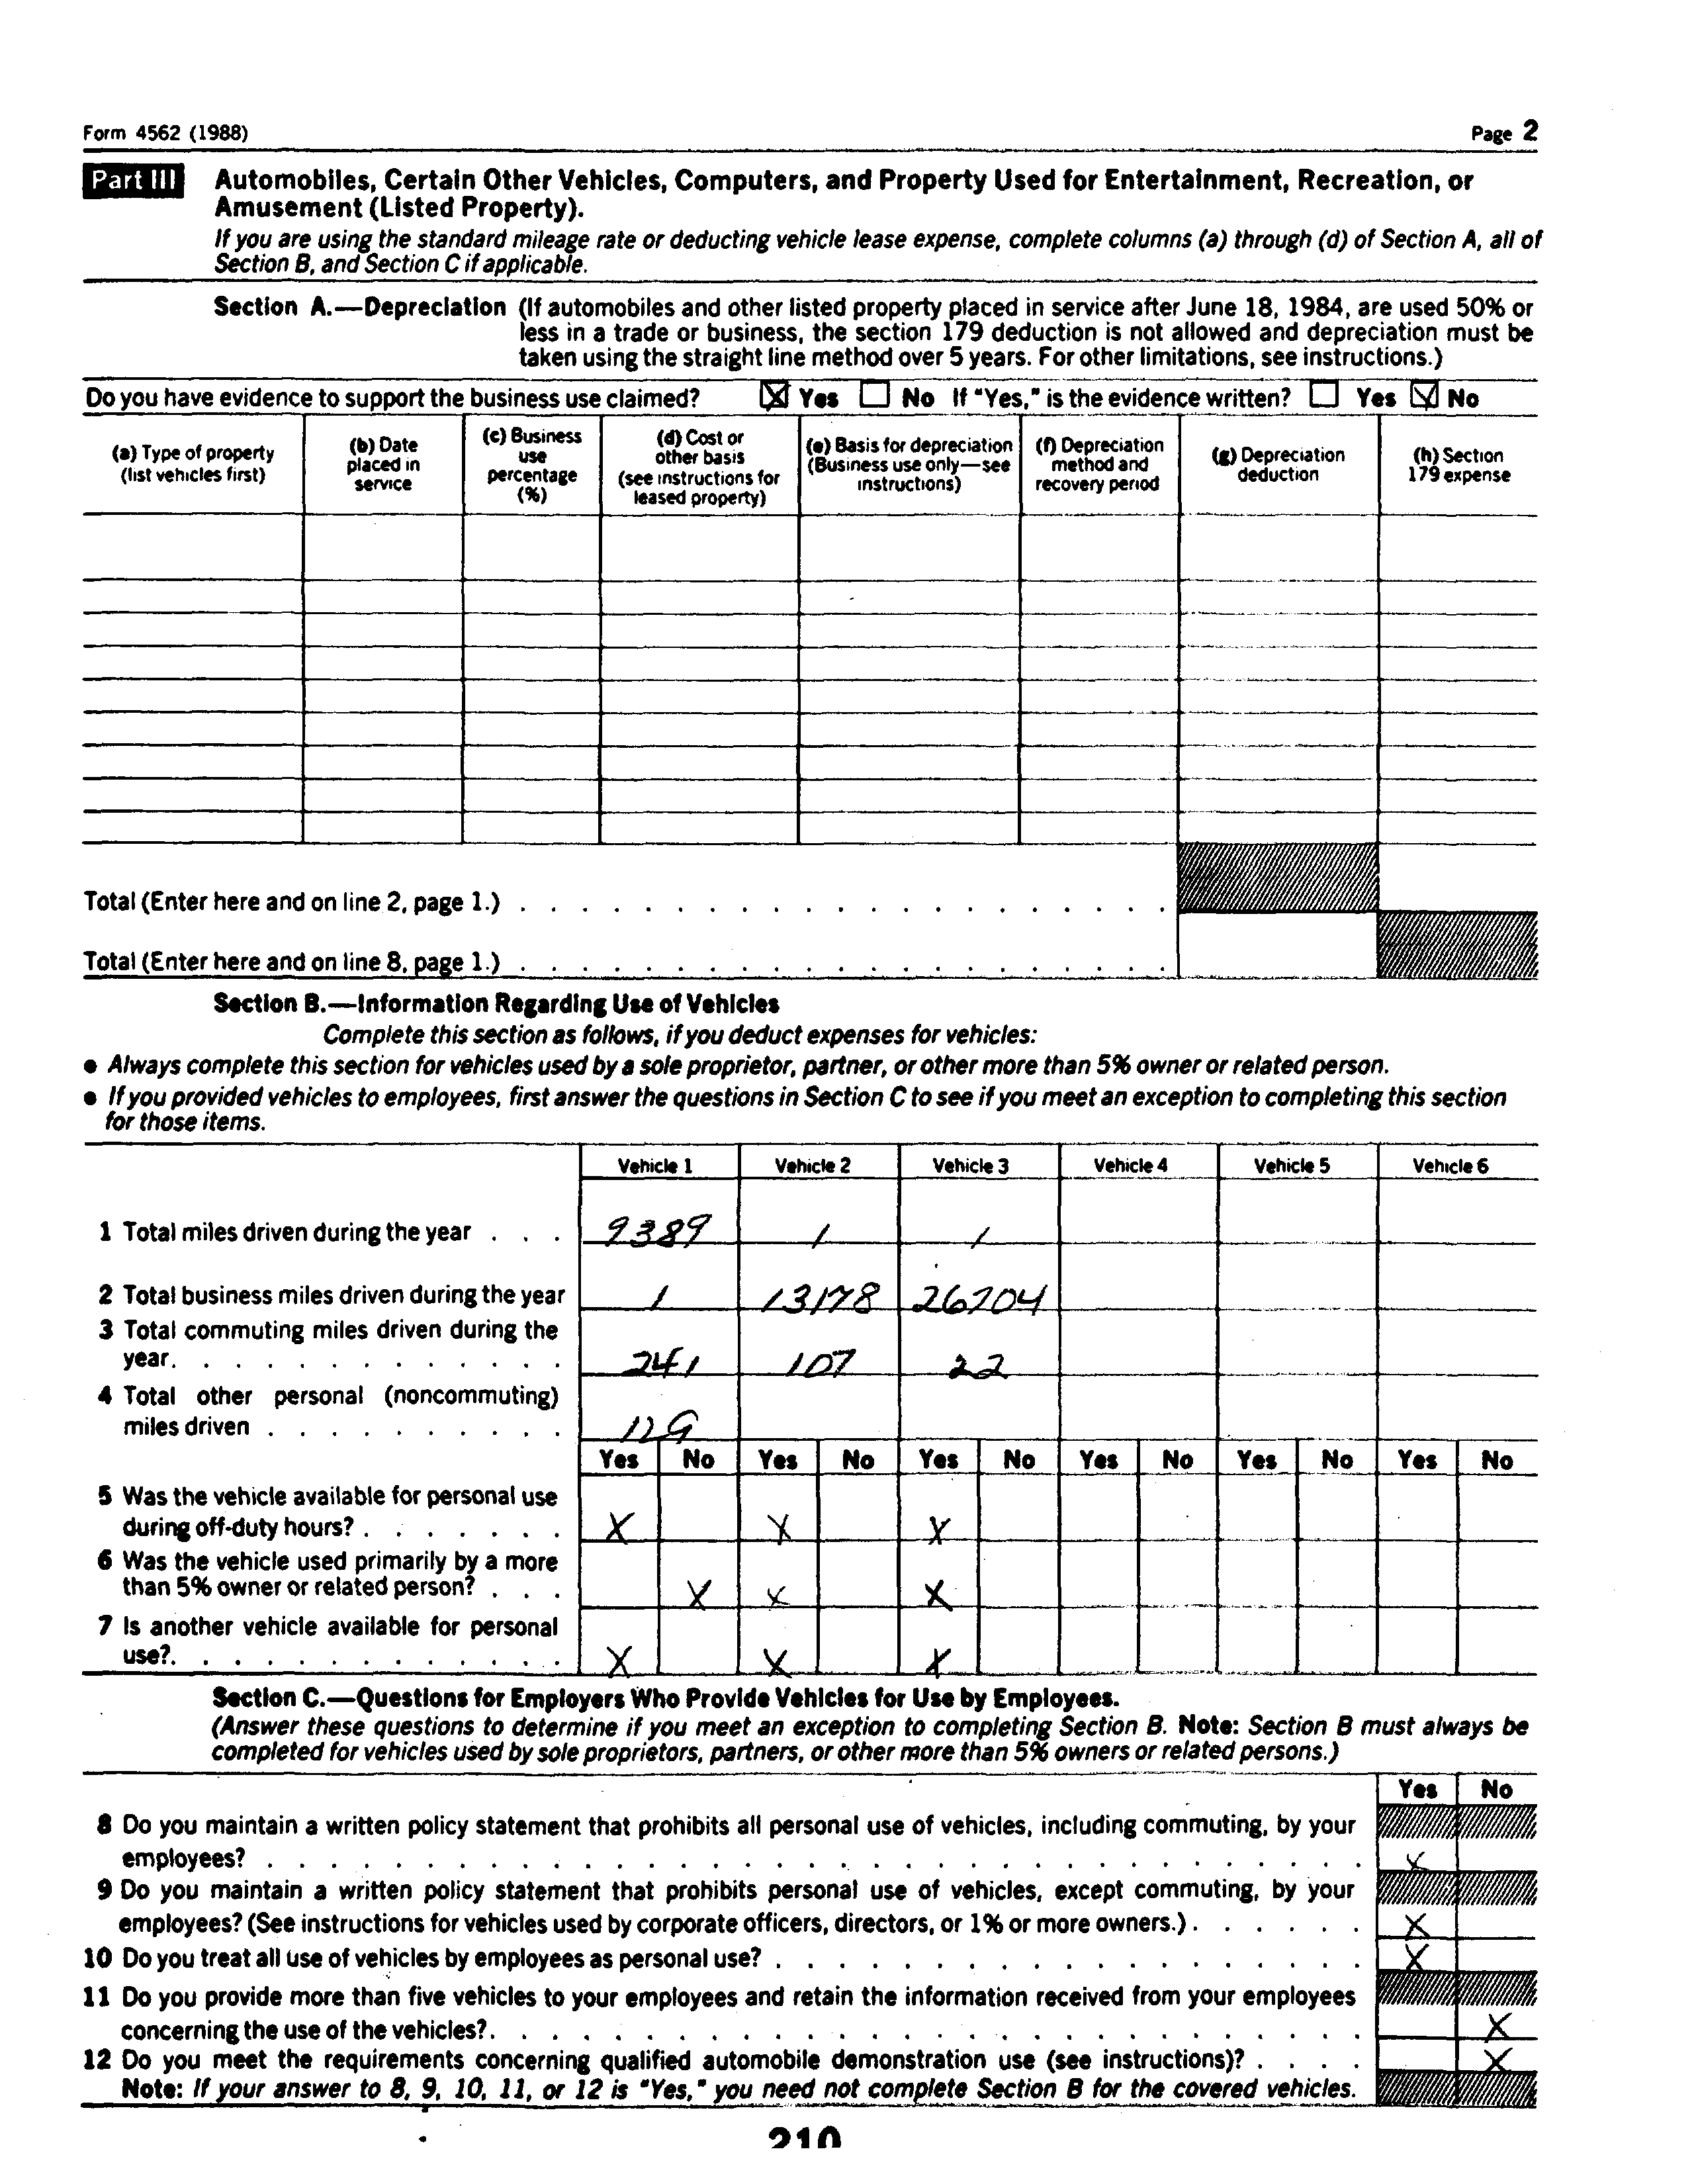 Form 4562 (1988) Page 2
Part III Automobiles, Certain Other Vehicles, Computers, and Property Used for Entertainment, Recreation, or
Amusement (Listed Property).
If you are using the standard mileage rate or deducting vehicle lease expense, complete columns (a) through (d) of Section A, all of
Section B, and Section C if applicable.
Section A.—Depreciation (If automobiles and other listed property placed in service after June 18, 1984, are used 50% or
less in a trade or business, the section 179 deduction is not allowed and depreciation must be
taken using the straight line method over 5 years. For other limitations, see instructions.)
Do you have evidence to support the business use claimed? X Yes No If "Yes," is the evidence written? Yes X No
(a) Type of property
(list vehicles first)
(b) Date
placed in
service
(c) Business
use
percentage
(%)
(d) Cost or
other basis
(see instructions for
leased property)
(e) Basis for depreciation
(Business use only—see
instructions)
(f) Depreciation
method and
recovery period
(g) Depreciation
deduction
(h) Section
179 expense
Total (Enter here and on line 2, page 1.) . . . . . . . . . . . . . . . . . . . . .
Total (Enter here and on line 8, page 1.) . . . . . . . . . . . . . . . . . . . . .
Section B.—Information Regarding Use of Vehicles
Complete this section as follows, if you deduct expenses for vehicles:
● Always complete this section for vehicles used by a sole proprietor, partner, or other more than 5% owner or related person.
● If you provided vehicles to employees, first answer the questions in Section C to see if you meet an exception to completing this section
for those items.
Vehicle 1 Vehicle 2 Vehicle 3 Vehicle 4 Vehicle 5 Vehicle 6
1 Total miles driven during the year . . . 9389 / /
2 Total business miles driven during the year / 13178 26704
3 Total commuting miles driven during the
year. . . . . . . . . . . . . 241 107 22
4 Total other personal (noncommuting)
miles driven . . . . . . . . . .
Yes No Yes No Yes No Yes No Yes No Yes No
5 Was the vehicle available for personal use
during off-duty hours? . . . . . . . X X X
6 Was the vehicle used primarily by a more
than 5% owner or related person? . . . X X X
7 Is another vehicle available for personal
use?. . . . . . . . . . . . . X X X
Section C.—Questions for Employers Who Provide Vehicles for Use by Employees.
(Answer these questions to determine if you meet an exception to completing Section B. Note: Section B must always be
completed for vehicles used by sole proprietors, partners, or other more than 5% owners or related persons.)
Yes No
8 Do you maintain a written policy statement that prohibits all personal use of vehicles, including commuting, by your
employees? . . . . . . . . . . . . . . . . . . . . . . . . . . . . . . . . . . . X
9 Do you maintain a written policy statement that prohibits personal use of vehicles, except commuting, by your
employees? (See instructions for vehicles used by corporate officers, directors, or 1% or more owners.) . . . . . . X
10 Do you treat all use of vehicles by employees as personal use? . . . . . . . . . . . . . . . . . . . X
11 Do you provide more than five vehicles to your employees and retain the information received from your employees
concerning the use of the vehicles?. . . . . . . . . . . . . . . . . . . . . . . . . . . . X
12 Do you meet the requirements concerning qualified automobile demonstration use (see instructions)? . . . . X
Note: If your answer to 8, 9, 10, 11, or 12 is "Yes," you need not complete Section B for the covered vehicles.
210